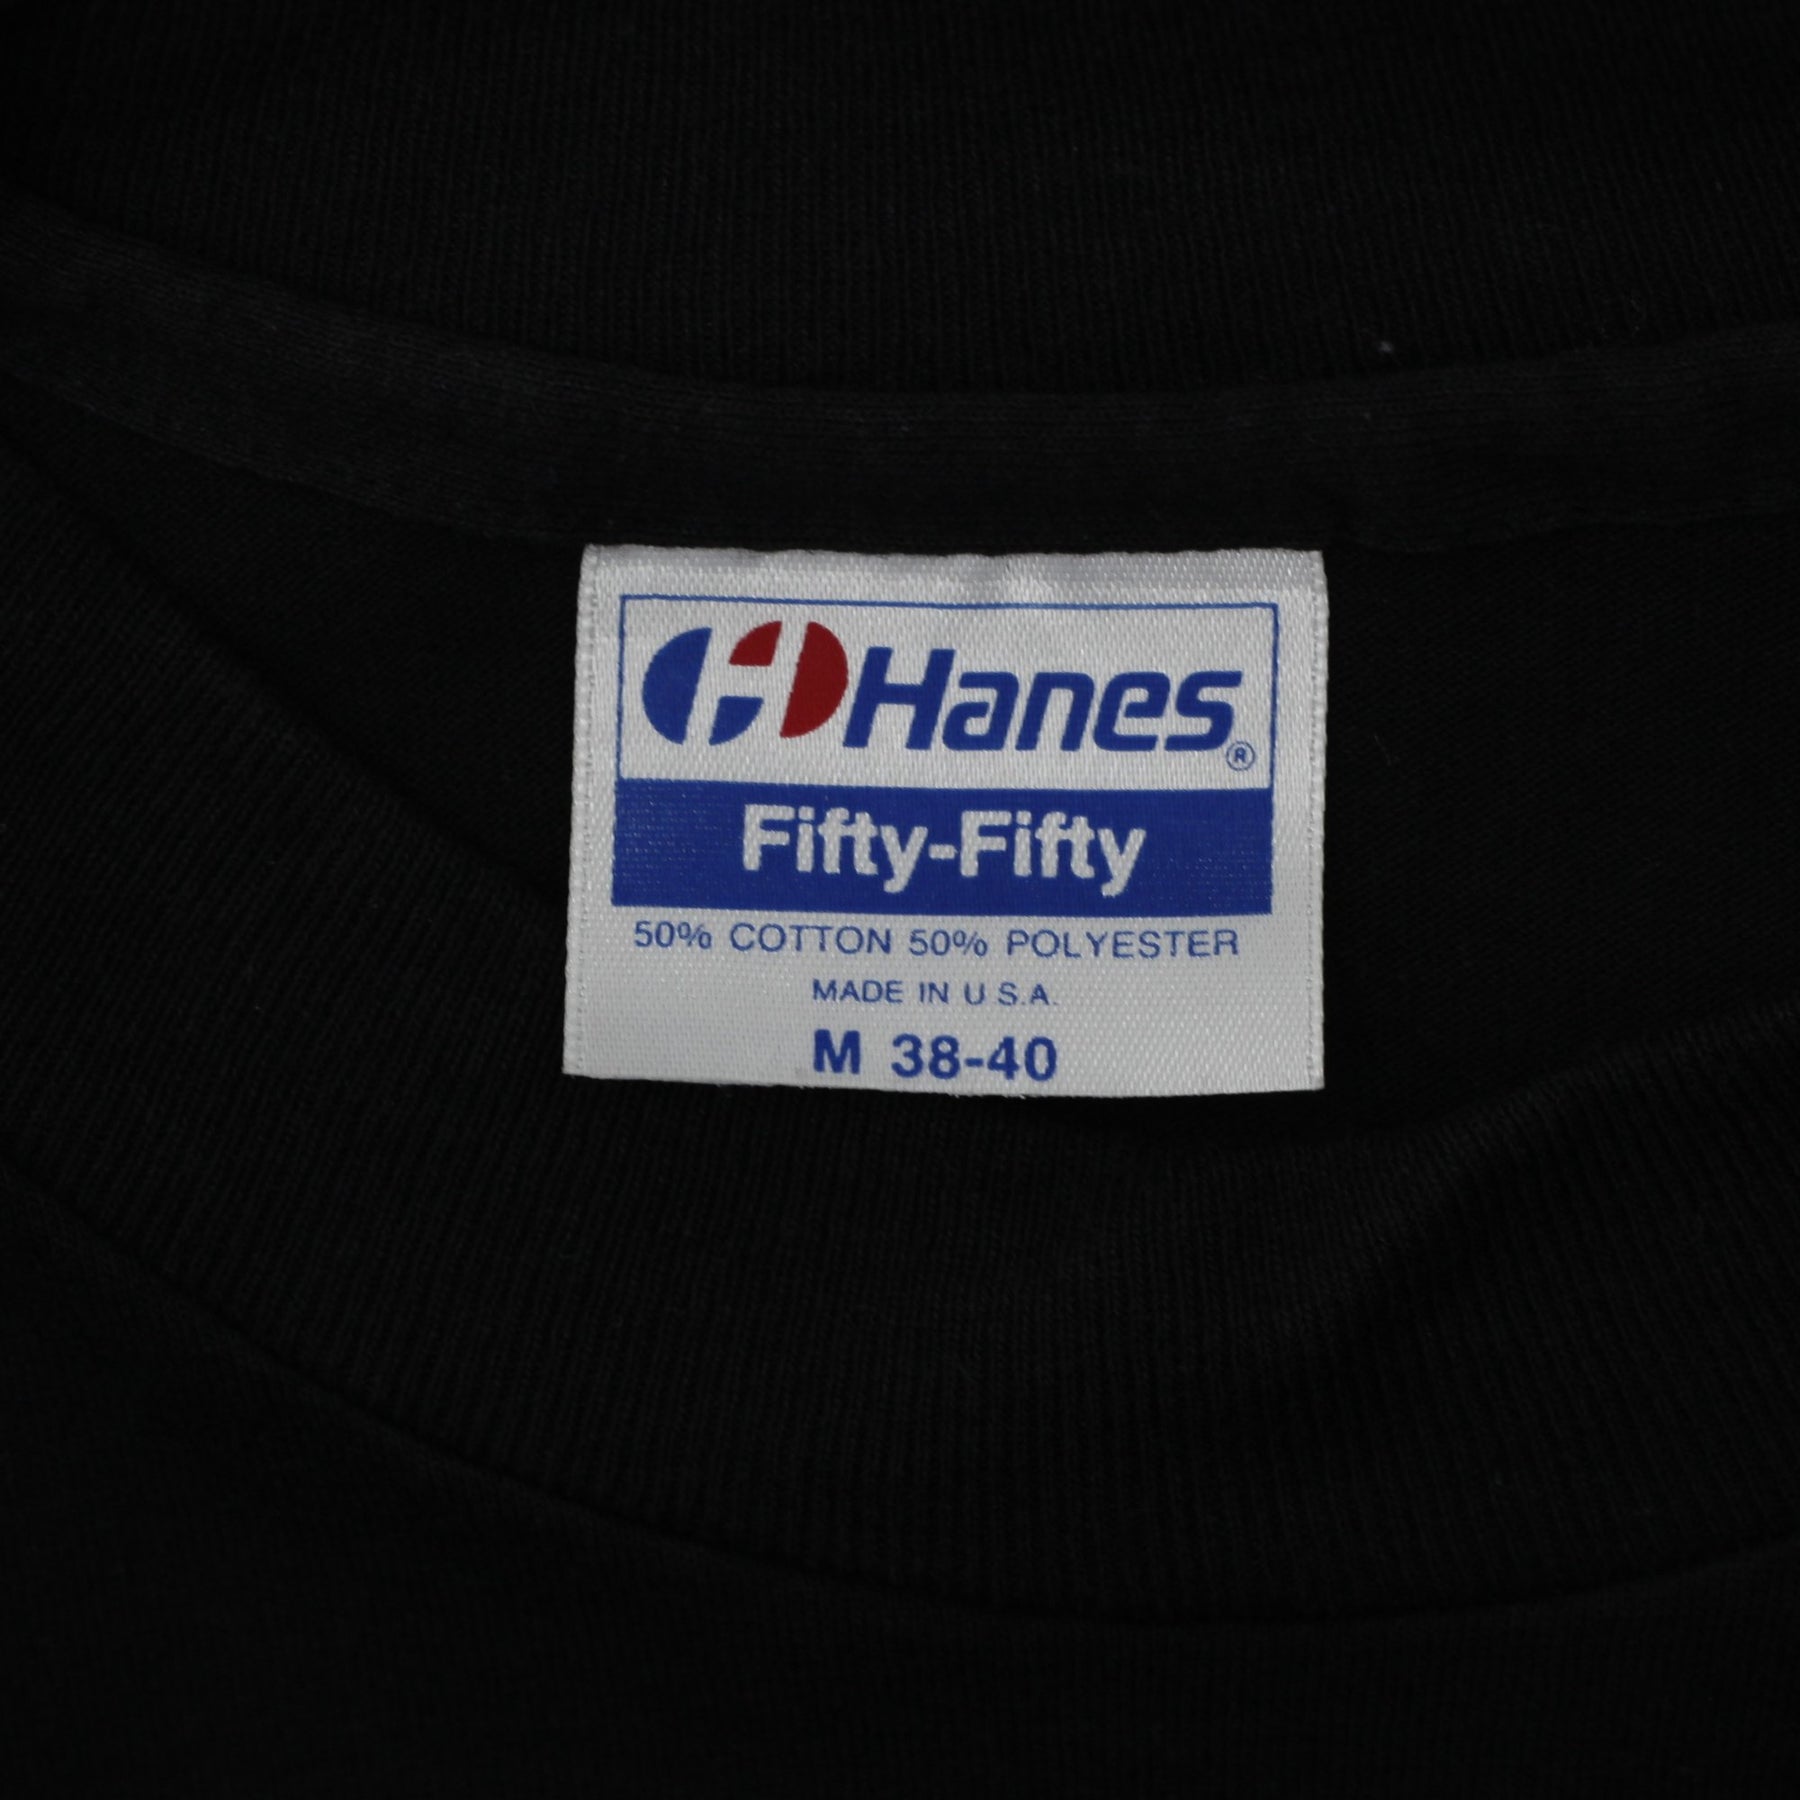 Hanes®
Fifty-Fifty
50% COTTON 50% POLYESTER
MADE IN U.S.A.
M 38-40